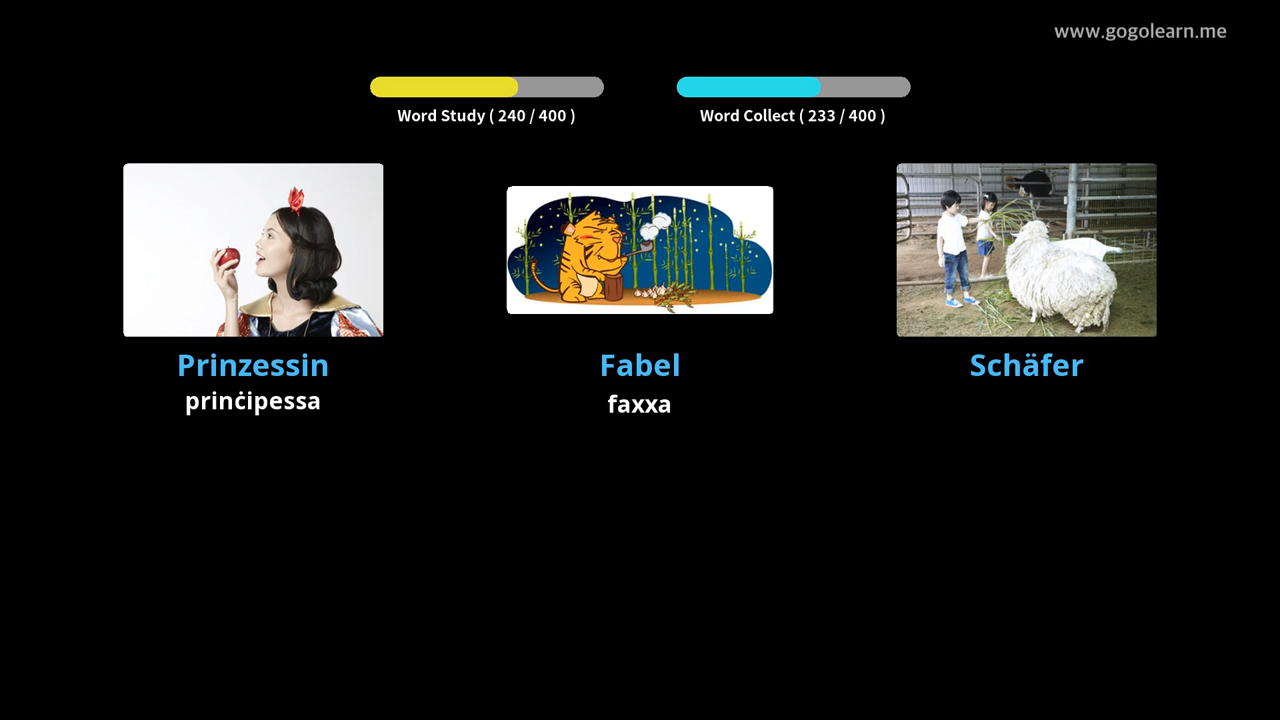 www.gogolearn.me
Word Study ( 240 / 400 )
Word Collect ( 233 / 400 )
Prinzessin
prinċipessa
Fabel
faxxa
Schäfer